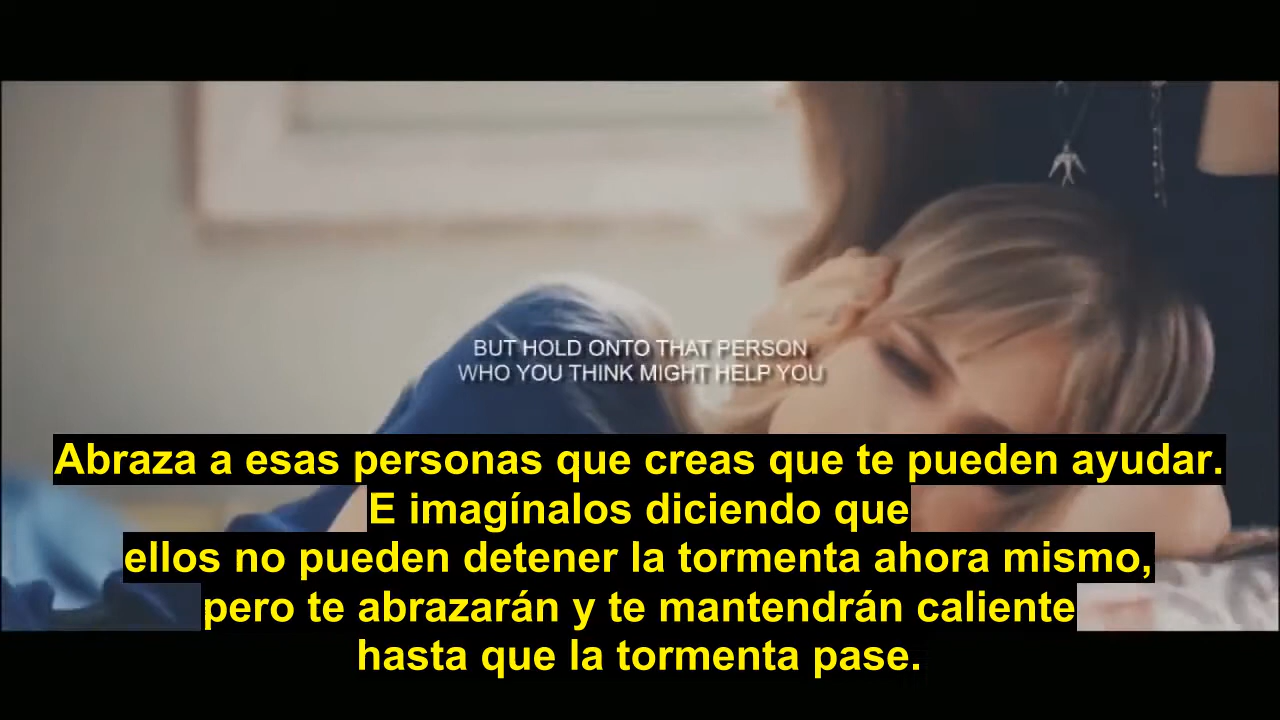 BUT HOLD ONTO THAT PERSON
WHO YOU THINK MIGHT HELP YOU
Abraza a esas personas que creas que te pueden ayudar.
E imagínalos diciendo que
ellos no pueden detener la tormenta ahora mismo,
pero te abrazarán y te mantendrán caliente
hasta que la tormenta pase.